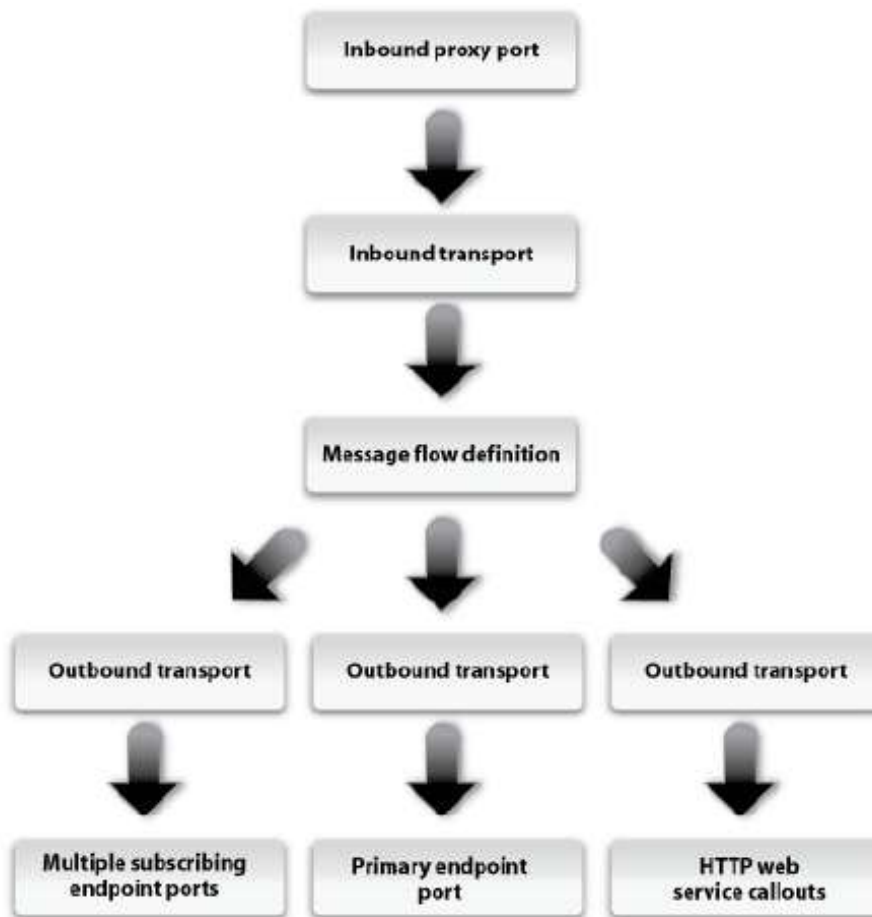 Inbound proxy port
Inbound transport
Message flow definition
Outbound transport
Outbound transport
Outbound transport
Multiple subscribing
endpoint ports
Primary endpoint
port
HTTP web
service callouts